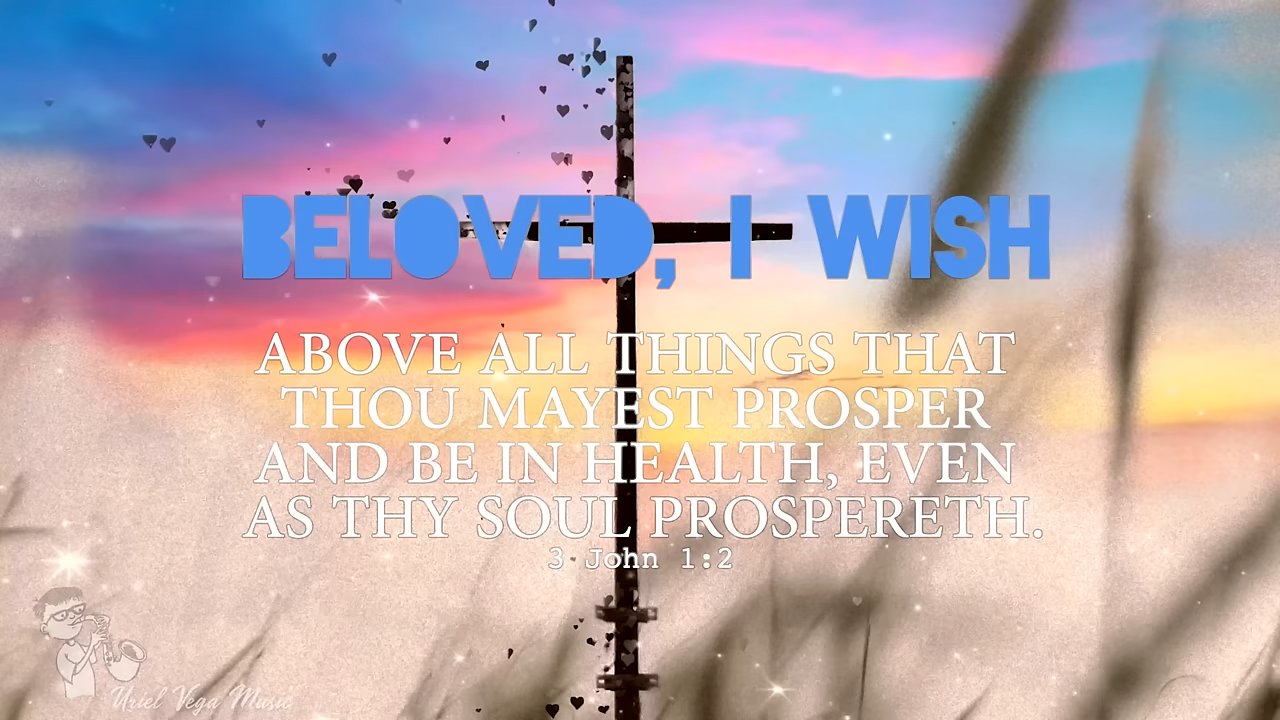 BELOVED, I WISH
ABOVE ALL THINGS THAT
THOU MAYEST PROSPER
AND BE IN HEALTH, EVEN
AS THY SOUL PROSPERETH.
3 John 1:2
Uriel Vega Music